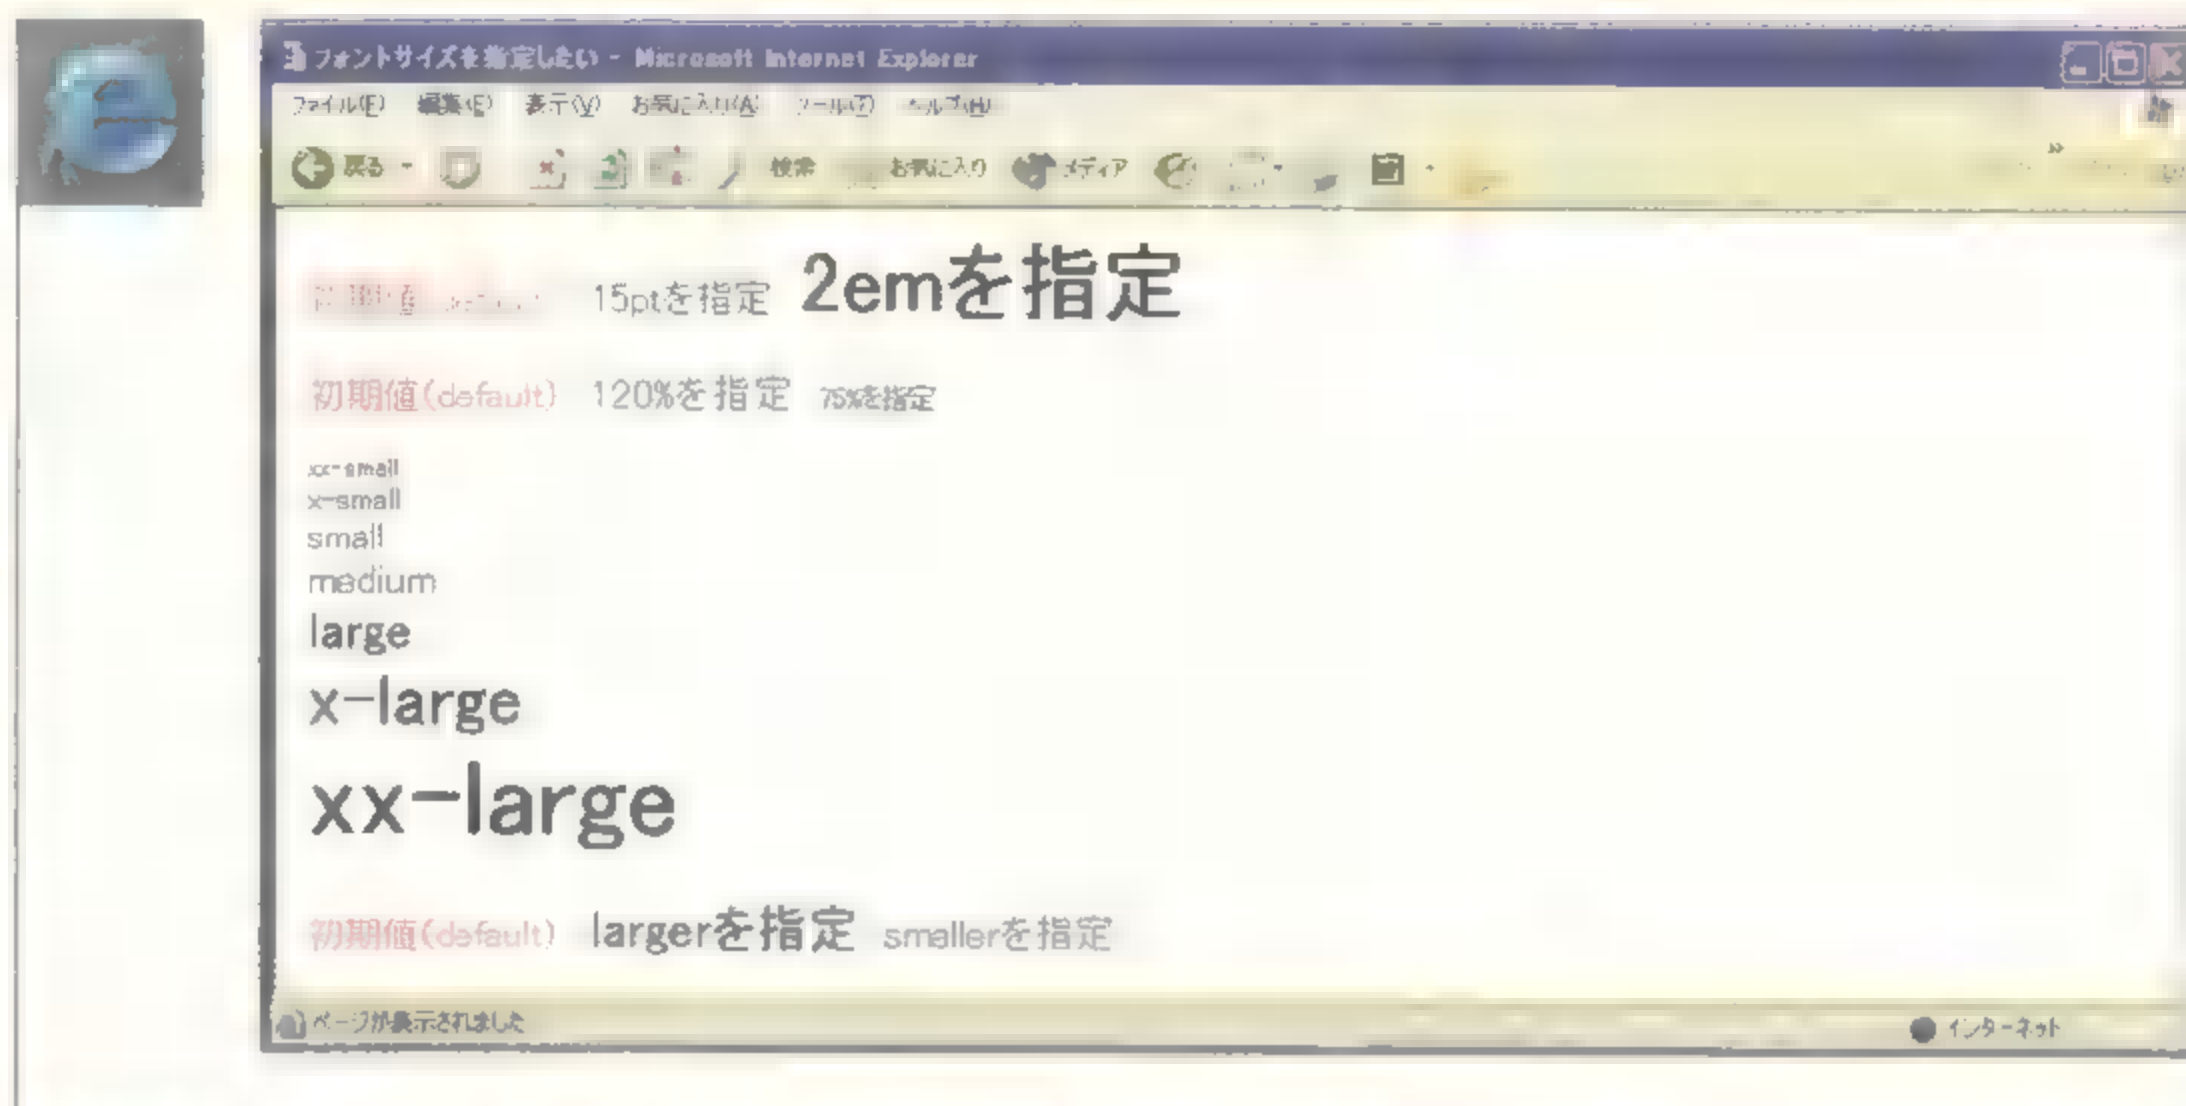 フォントサイズを指定したい - Microsoft Internet Explorer
ファイル(F) 編集(E) 表示(V) お気に入り(A) ツール(T) ヘルプ(H)
戻る 検索 お気に入り メディア
初期値 15ptを指定 2emを指定
初期値(default) 120%を指定 75%を指定
xx-small
x-small
small
medium
large
x-large
xx-large
初期値(default) largerを指定 smallerを指定
ページが表示されました インターネット